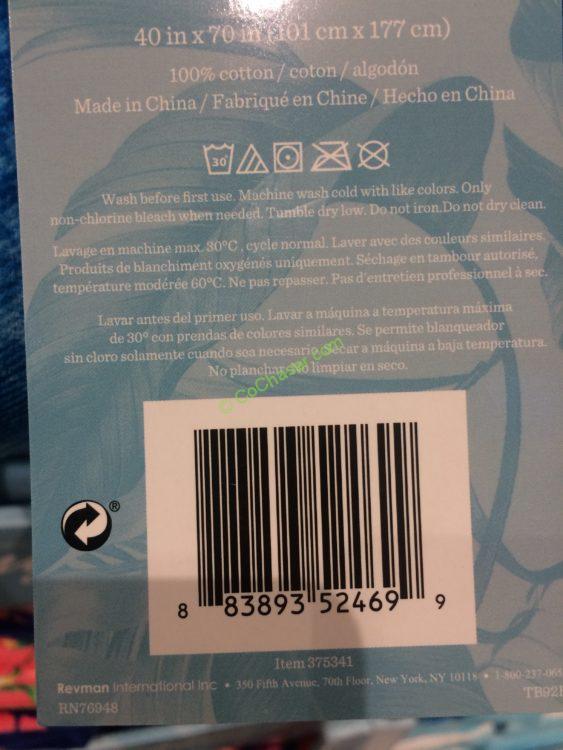 40 in x 70 in (101 cm x 177 cm)
100% cotton / coton / algodón
Made in China / Fabriqué en Chine / Hecho en China
30°
Wash before first use. Machine wash cold with like colors. Only
non-chlorine bleach when needed. Tumble dry low. Do not iron.Do not dry clean.
Lavage en machine max. 30°C , cycle normal. Laver avec des couleurs similaires.
Produits de blanchiment oxygénés uniquement. Séchage en tambour autorisé,
température modérée 60°C. Ne pas repasser. Pas d'entretien professionnel à sec.
Lavar antes del primer uso. Lavar a máquina a temperatura máxima
de 30° con prendas de colores similares. Se permite blanqueador
sin cloro solamente cuando sea necesario. Secar a máquina a baja temperatura.
No planchar. No limpiar en seco.
© CoChaser.com
®
8 83893 52469 9
Item 375341
Revman International Inc • 350 Fifth Avenue, 70th Floor, New York, NY 10118 • 1-800-237-065
RN76948
TB92